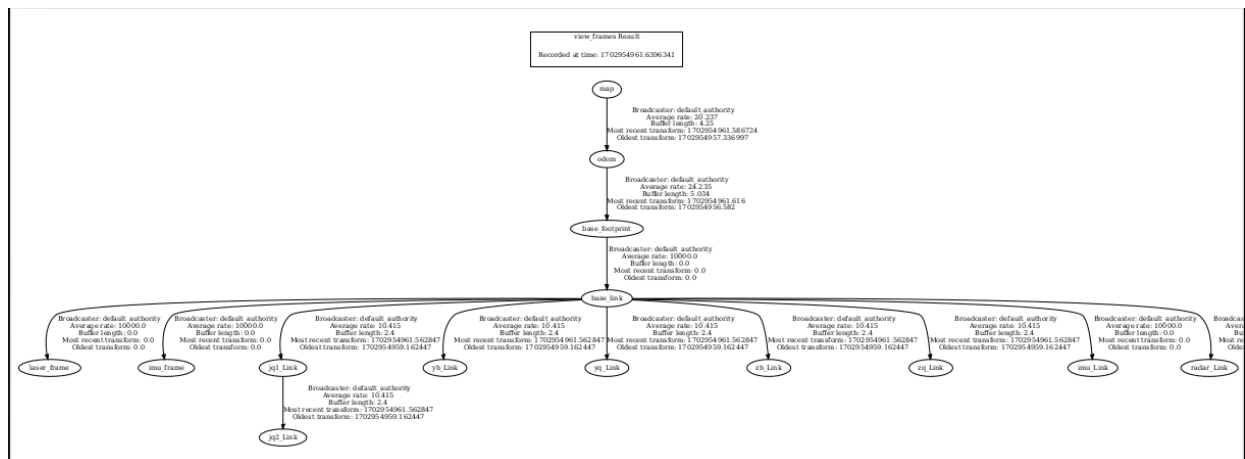 view_frames Result
Recorded at time: 1702954961.6396341
map
Broadcaster: default_authority
Average rate: 20.237
Buffer length: 4.25
Most recent transform: 1702954961.586724
Oldest transform: 1702954957.336997
odom
Broadcaster: default_authority
Average rate: 24.235
Buffer length: 5.034
Most recent transform: 1702954961.616
Oldest transform: 1702954956.582
base_footprint
Broadcaster: default_authority
Average rate: 10000.0
Buffer length: 0.0
Most recent transform: 0.0
Oldest transform: 0.0
base_link
Broadcaster: default_authority
Average rate: 10000.0
Buffer length: 0.0
Most recent transform: 0.0
Oldest transform: 0.0
Broadcaster: default_authority
Average rate: 10000.0
Buffer length: 0.0
Most recent transform: 0.0
Oldest transform: 0.0
Broadcaster: default_authority
Average rate: 10.415
Buffer length: 2.4
Most recent transform: 1702954961.562847
Oldest transform: 1702954959.162447
Broadcaster: default_authority
Average rate: 10.415
Buffer length: 2.4
Most recent transform: 1702954961.562847
Oldest transform: 1702954959.162447
Broadcaster: default_authority
Average rate: 10.415
Buffer length: 2.4
Most recent transform: 1702954961.562847
Oldest transform: 1702954959.162447
Broadcaster: default_authority
Average rate: 10.415
Buffer length: 2.4
Most recent transform: 1702954961.562847
Oldest transform: 1702954959.162447
Broadcaster: default_authority
Average rate: 10.415
Buffer length: 2.4
Most recent transform: 1702954961.562847
Oldest transform: 1702954959.162447
Broadcaster: default_authority
Average rate: 10000.0
Buffer length: 0.0
Most recent transform: 0.0
Oldest transform: 0.0
laser_frame
imu_frame
jq1_Link
yh_Link
yq_Link
zh_Link
zq_Link
imu_Link
radar_Link
Broadcaster: default_authority
Average rate: 10.415
Buffer length: 2.4
Most recent transform: 1702954961.562847
Oldest transform: 1702954959.162447
jq2_Link